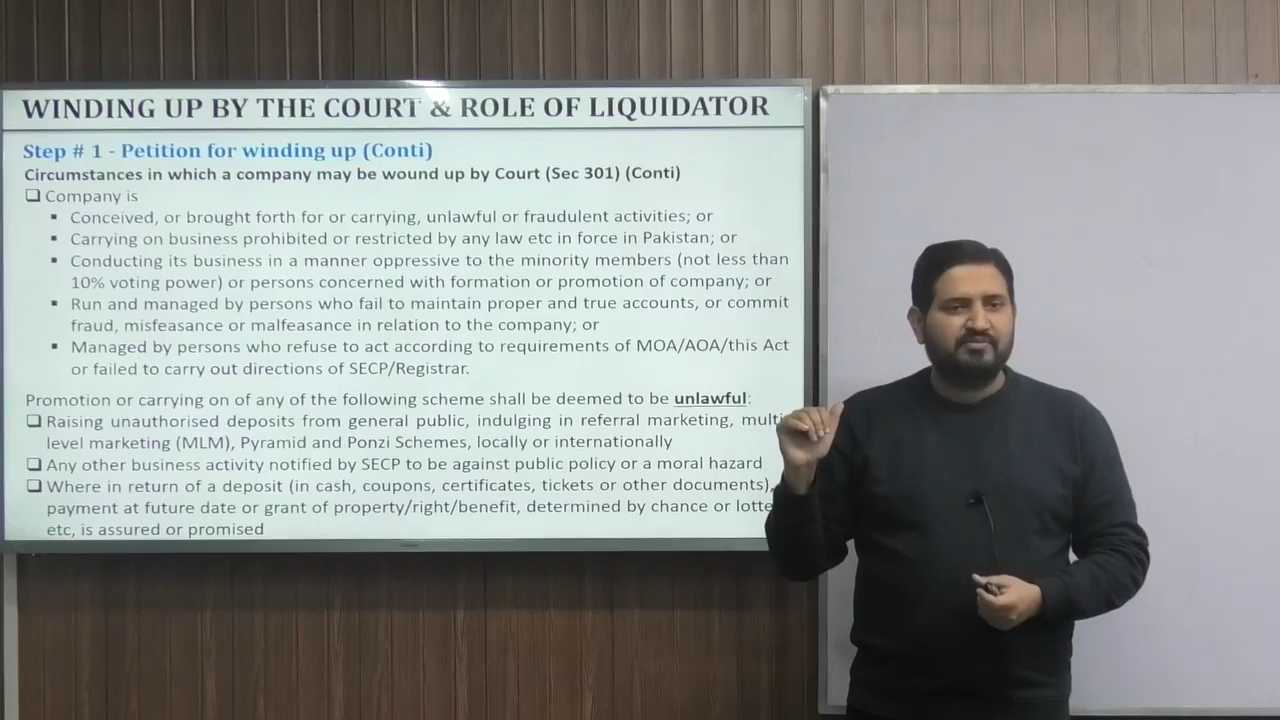 WINDING UP BY THE COURT & ROLE OF LIQUIDATOR
Step # 1 - Petition for winding up (Conti)
Circumstances in which a company may be wound up by Court (Sec 301) (Conti)
❑ Company is
▪ Conceived, or brought forth for or carrying, unlawful or fraudulent activities; or
▪ Carrying on business prohibited or restricted by any law etc in force in Pakistan; or
▪ Conducting its business in a manner oppressive to the minority members (not less than
10% voting power) or persons concerned with formation or promotion of company; or
▪ Run and managed by persons who fail to maintain proper and true accounts, or commit
fraud, misfeasance or malfeasance in relation to the company; or
▪ Managed by persons who refuse to act according to requirements of MOA/AOA/this Act
or failed to carry out directions of SECP/Registrar.
Promotion or carrying on of any of the following scheme shall be deemed to be unlawful:
❑ Raising unauthorised deposits from general public, indulging in referral marketing, multi
level marketing (MLM), Pyramid and Ponzi Schemes, locally or internationally
❑ Any other business activity notified by SECP to be against public policy or a moral hazard
❑ Where in return of a deposit (in cash, coupons, certificates, tickets or other documents),
payment at future date or grant of property/right/benefit, determined by chance or
etc, is assured or promised